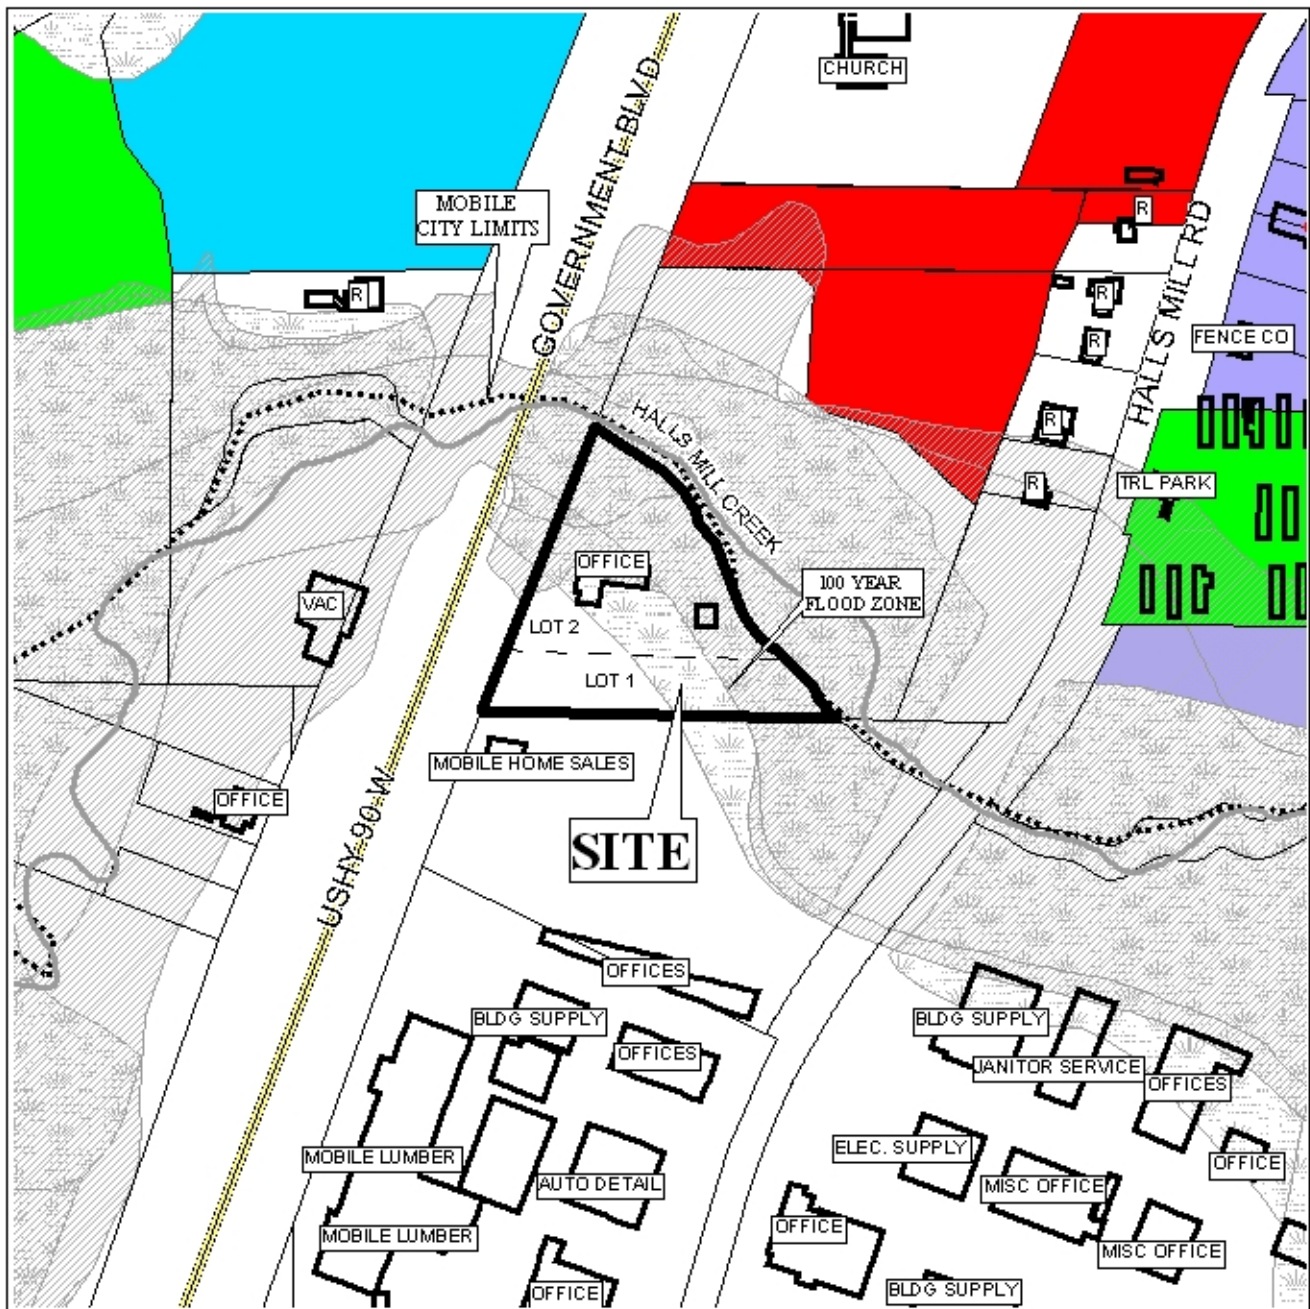 CHURCH
GOVERNMENT BLVD
MOBILE
CITY LIMITS
R
R
HALLS MILL RD
R
R
FENCE CO
R
R
TRL PARK
HALLS MILL CREEK
OFFICE
100 YEAR
FLOOD ZONE
VAC
LOT 2
LOT 1
MOBILE HOME SALES
OFFICE
SITE
USHY 90 W
OFFICES
BLDG SUPPLY
OFFICES
BLDG SUPPLY
JANITOR SERVICE
OFFICES
MOBILE LUMBER
AUTO DETAIL
ELEC. SUPPLY
MISC OFFICE
OFFICE
MOBILE LUMBER
OFFICE
MISC OFFICE
OFFICE
BLDG SUPPLY